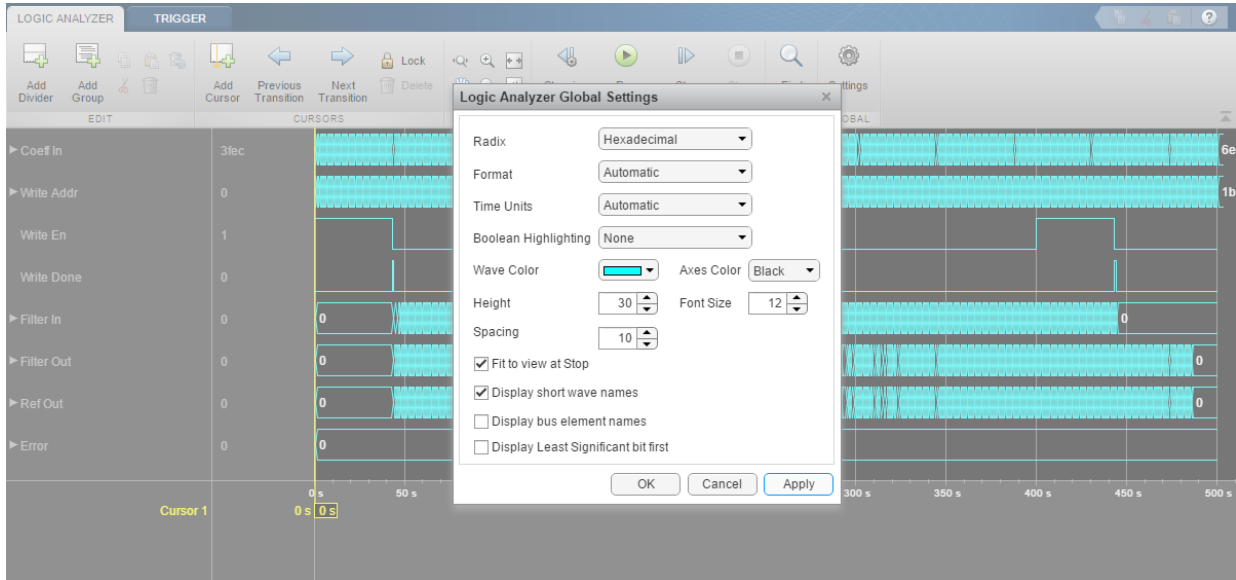 LOGIC ANALYZER TRIGGER
?
Add Divider
Add Group
Add Cursor
Previous Transition
Next Transition
Lock
Delete
EDIT
CURSORS
Logic Analyzer Global Settings
Radix Hexadecimal
Format Automatic
Time Units Automatic
Boolean Highlighting None
Wave Color Axes Color Black
Height 30 Font Size 12
Spacing 10
Fit to view at Stop
Display short wave names
Display bus element names
Display Least Significant bit first
OK Cancel Apply
Coeff In 3fec 6e
Write Addr 0 1b
Write En 1
Write Done 0
Filter In 0 0 0
Filter Out 0 0 0
Ref Out 0 0 0
Error 0 0
0 s 50 s 300 s 350 s 400 s 450 s 500 s
Cursor 1 0 s 0 s